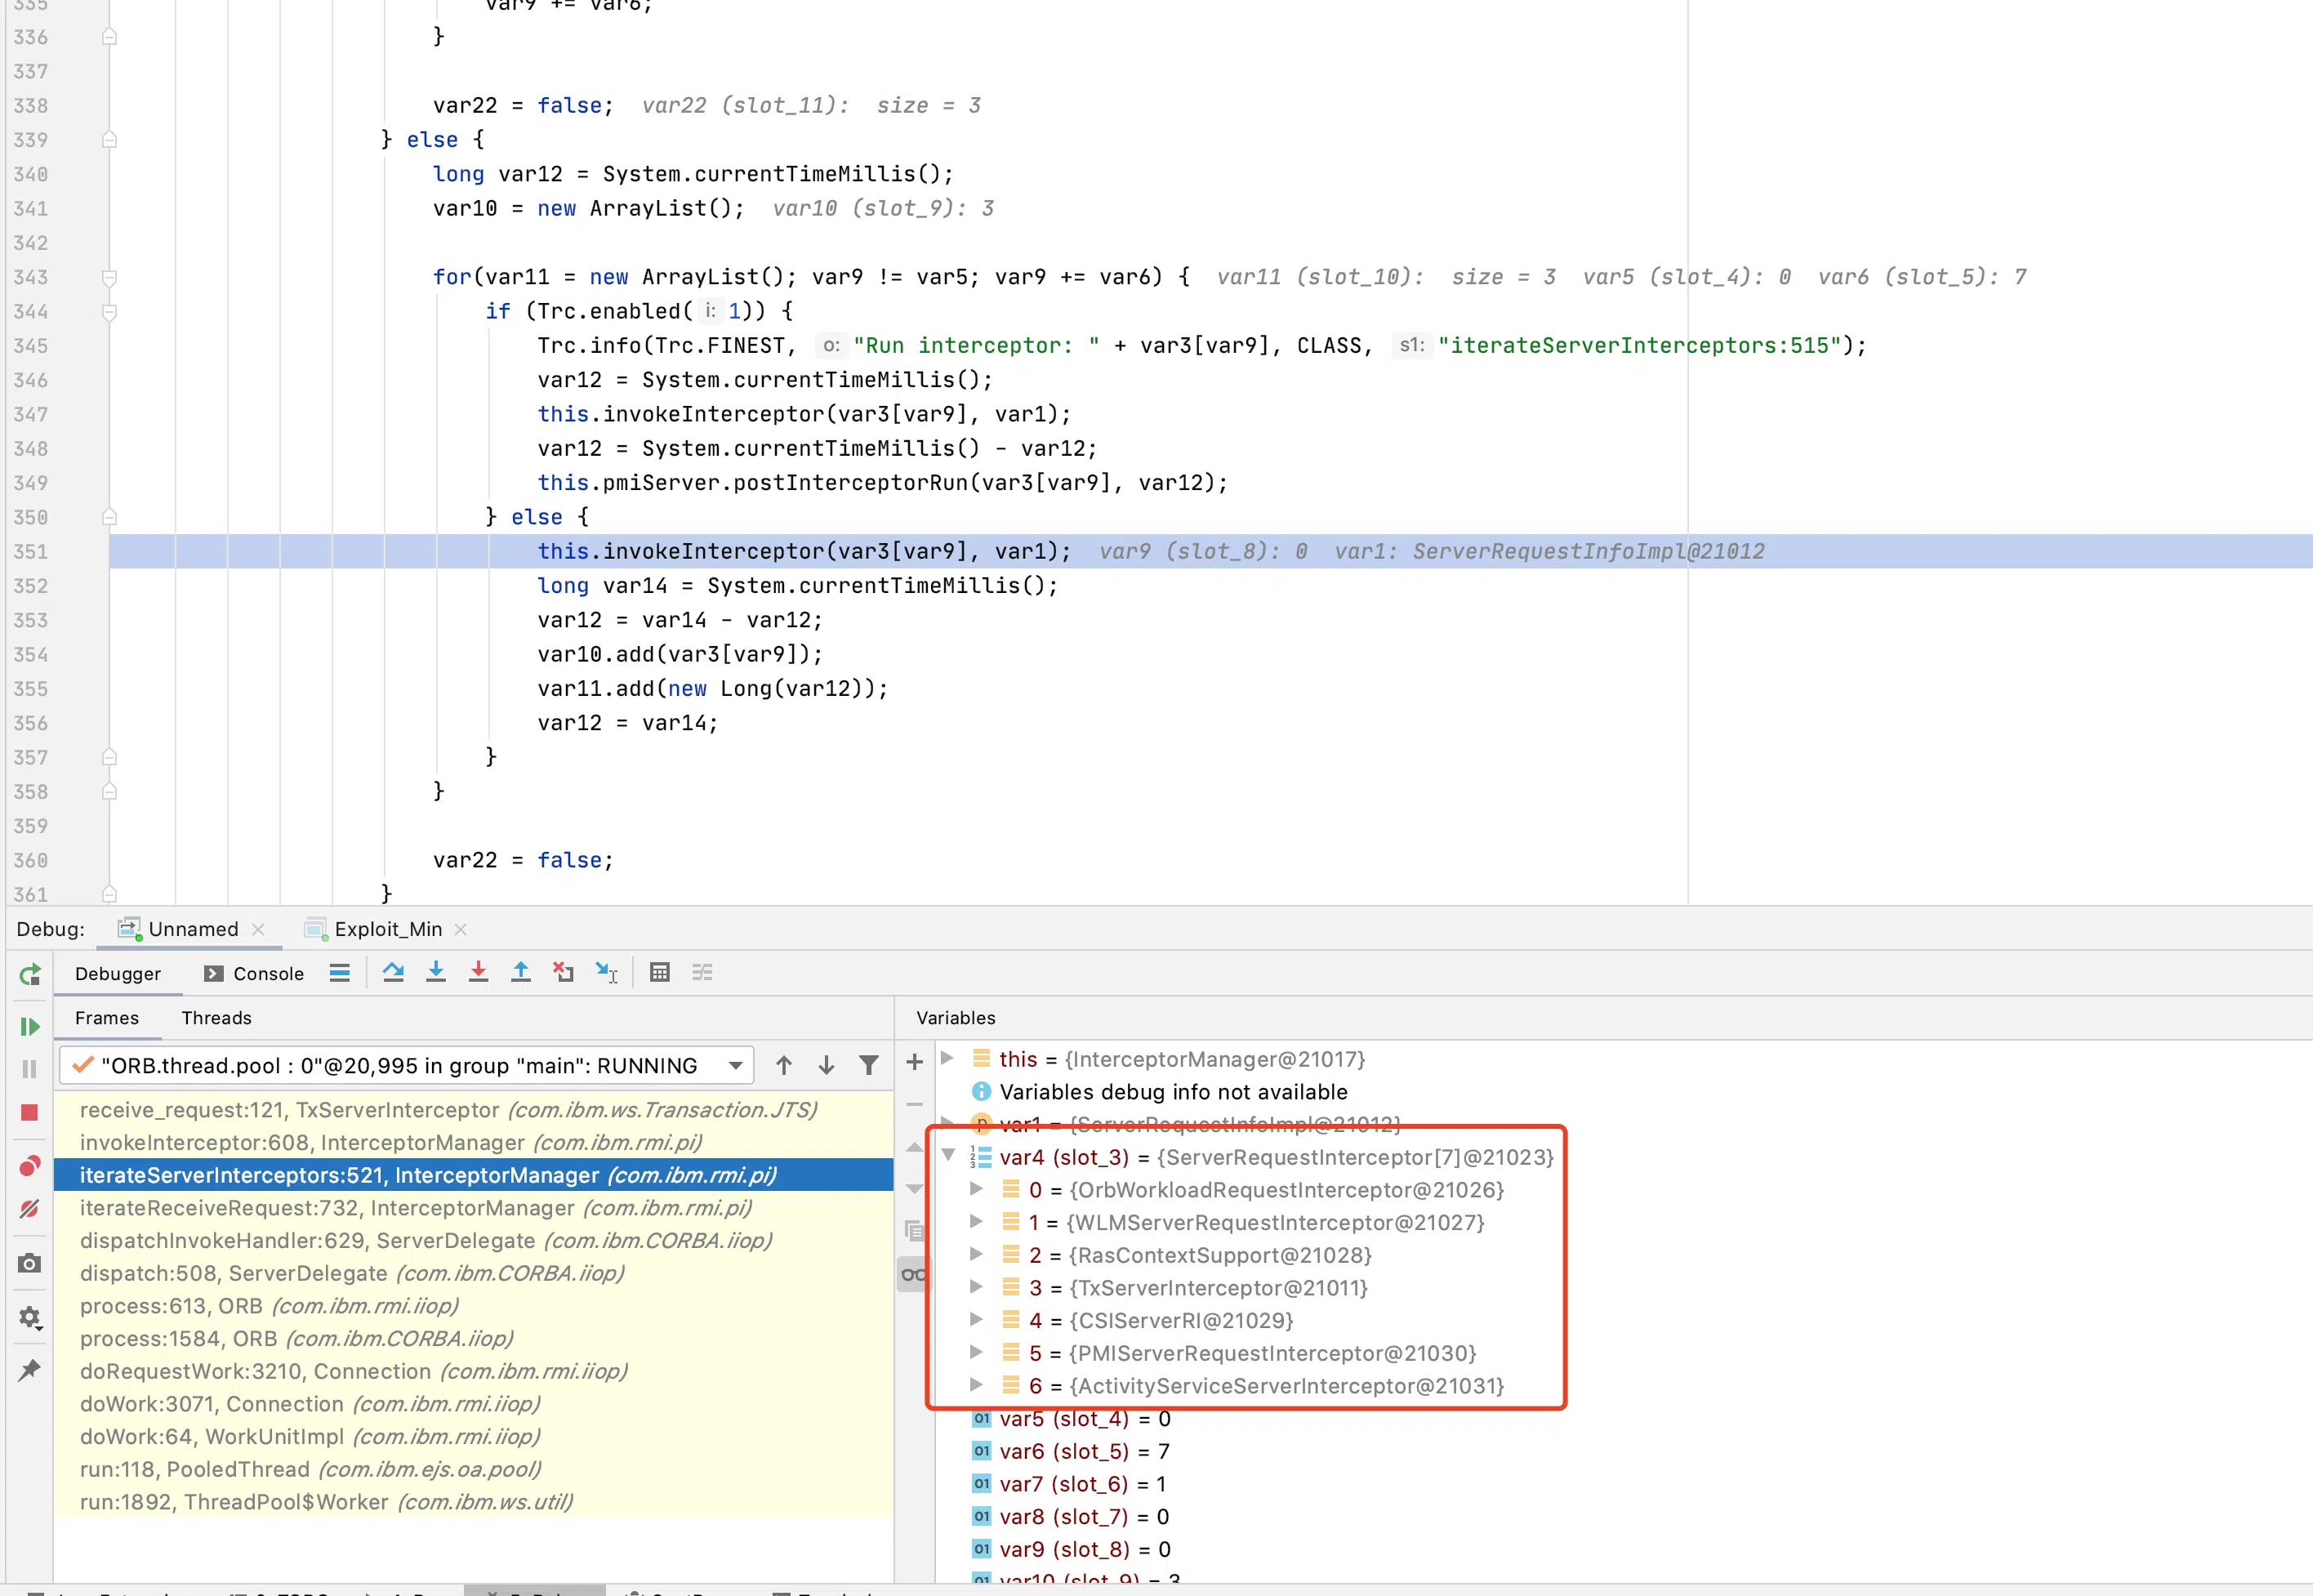 335 var9 += var6;
336 }
337
338 var22 = false; var22 (slot_11): size = 3
339 } else {
340 long var12 = System.currentTimeMillis();
341 var10 = new ArrayList(); var10 (slot_9): 3
342
343 for(var11 = new ArrayList(); var9 != var5; var9 += var6) { var11 (slot_10): size = 3 var5 (slot_4): 0 var6 (slot_5): 7
344 if (Trc.enabled( i: 1)) {
345 Trc.info(Trc.FINEST, o: "Run interceptor: " + var3[var9], CLASS, s1: "iterateServerInterceptors:515");
346 var12 = System.currentTimeMillis();
347 this.invokeInterceptor(var3[var9], var1);
348 var12 = System.currentTimeMillis() - var12;
349 this.pmiServer.postInterceptorRun(var3[var9], var12);
350 } else {
351 this.invokeInterceptor(var3[var9], var1); var9 (slot_8): 0 var1: ServerRequestInfoImpl@21012
352 long var14 = System.currentTimeMillis();
353 var12 = var14 - var12;
354 var10.add(var3[var9]);
355 var11.add(new Long(var12));
356 var12 = var14;
357 }
358 }
359
360 var22 = false;
361 }
Debug: Unnamed Exploit_Min
Debugger Console
Frames Threads
"ORB.thread.pool : 0"@20,995 in group "main": RUNNING
receive_request:121, TxServerInterceptor (com.ibm.ws.Transaction.JTS)
invokeInterceptor:608, InterceptorManager (com.ibm.rmi.pi)
iterateServerInterceptors:521, InterceptorManager (com.ibm.rmi.pi)
iterateReceiveRequest:732, InterceptorManager (com.ibm.rmi.pi)
dispatchInvokeHandler:629, ServerDelegate (com.ibm.CORBA.iiop)
dispatch:508, ServerDelegate (com.ibm.CORBA.iiop)
process:613, ORB (com.ibm.rmi.iiop)
process:1584, ORB (com.ibm.CORBA.iiop)
doRequestWork:3210, Connection (com.ibm.rmi.iiop)
doWork:3071, Connection (com.ibm.rmi.iiop)
doWork:64, WorkUnitImpl (com.ibm.rmi.iiop)
run:118, PooledThread (com.ibm.ejs.oa.pool)
run:1892, ThreadPool$Worker (com.ibm.ws.util)
Variables
this = {InterceptorManager@21017}
Variables debug info not available
var1 = {ServerRequestInfoImpl@21012}
var4 (slot_3) = {ServerRequestInterceptor[7]@21023}
0 = {OrbWorkloadRequestInterceptor@21026}
1 = {WLMServerRequestInterceptor@21027}
2 = {RasContextSupport@21028}
3 = {TxServerInterceptor@21011}
4 = {CSIServerRI@21029}
5 = {PMIServerRequestInterceptor@21030}
6 = {ActivityServiceServerInterceptor@21031}
var5 (slot_4) = 0
var6 (slot_5) = 7
var7 (slot_6) = 1
var8 (slot_7) = 0
var9 (slot_8) = 0
var10 (slot_9) = 3